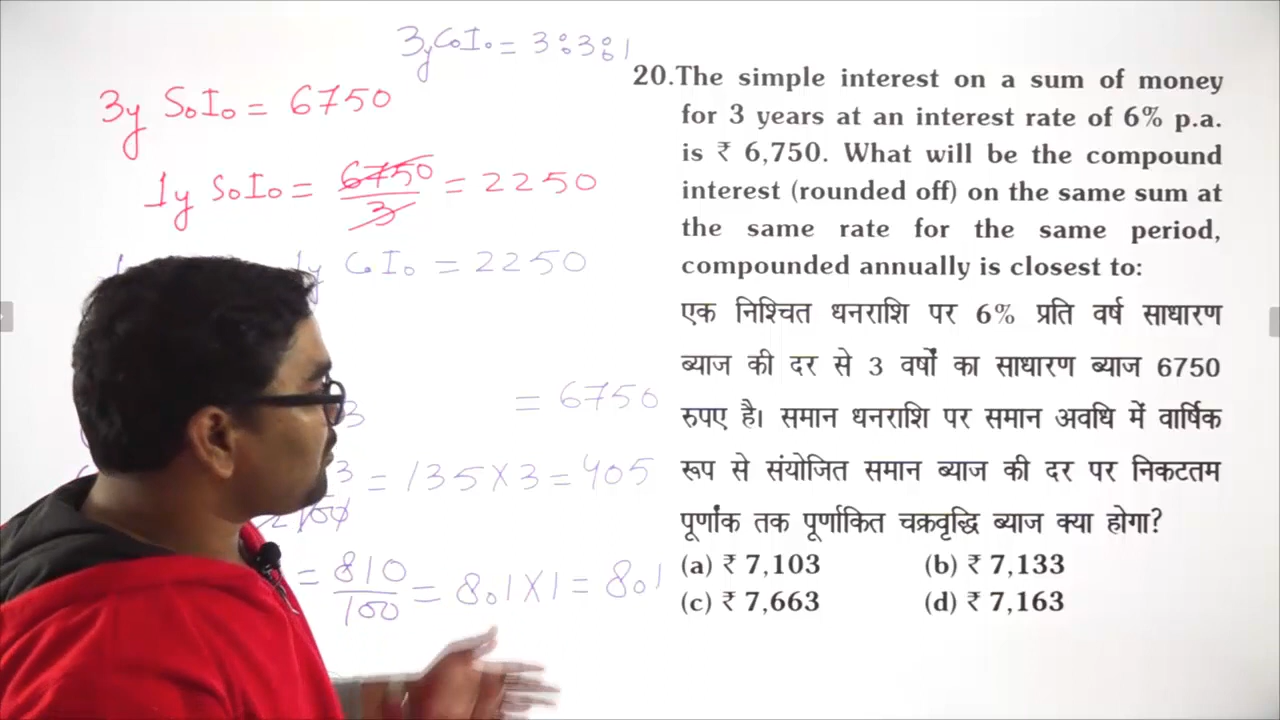 3y C.I. = 3:3:1
3y S.I. = 6750
1y S.I. = 6750/3 = 2250
y C.I. = 2250
3 = 6750
3 = 135×3 = 405
100
= 810/100 = 8.1×1 = 8.1
20. The simple interest on a sum of money
for 3 years at an interest rate of 6% p.a.
is ₹ 6,750. What will be the compound
interest (rounded off) on the same sum at
the same rate for the same period,
compounded annually is closest to:
एक निश्चित धनराशि पर 6% प्रति वर्ष साधारण
ब्याज की दर से 3 वर्षों का साधारण ब्याज 6750
रुपए है। समान धनराशि पर समान अवधि में वार्षिक
रूप से संयोजित समान ब्याज की दर पर निकटतम
पूर्णांक तक पूर्णाकित चक्रवृद्धि ब्याज क्या होगा?
(a) ₹ 7,103 (b) ₹ 7,133
(c) ₹ 7,663 (d) ₹ 7,163